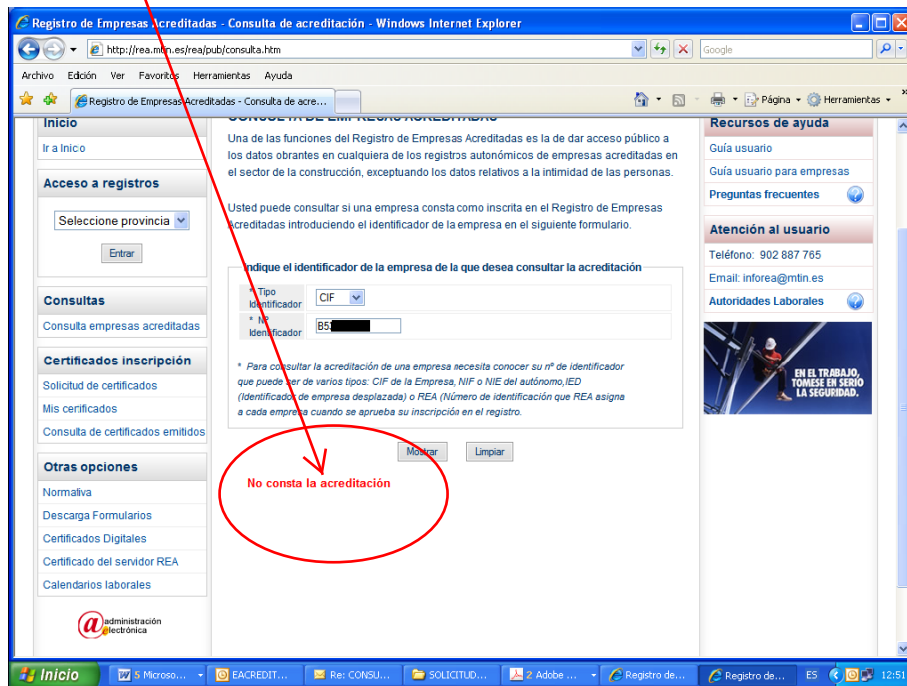 Registro de Empresas Acreditadas - Consulta de acreditación - Windows Internet Explorer
http://rea.mtin.es/rea/pub/consulta.htm
Google
Archivo Edición Ver Favoritos Herramientas Ayuda
Registro de Empresas Acreditadas - Consulta de acre...
Página
Herramientas
Inicio
Ir a Inicio
Acceso a registros
Seleccione provincia
Entrar
Consultas
Consulta empresas acreditadas
Certificados inscripción
Solicitud de certificados
Mis certificados
Consulta de certificados emitidos
Otras opciones
Normativa
Descarga Formularios
Certificados Digitales
Certificado del servidor REA
Calendarios laborales
administración
electrónica
CONSULTA DE EMPRESAS ACREDITADAS
Una de las funciones del Registro de Empresas Acreditadas es la de dar acceso público a
los datos obrantes en cualquiera de los registros autonómicos de empresas acreditadas en
el sector de la construcción, exceptuando los datos relativos a la intimidad de las personas.
Usted puede consultar si una empresa consta como inscrita en el Registro de Empresas
Acreditadas introduciendo el identificador de la empresa en el siguiente formulario.
Indique el identificador de la empresa de la que desea consultar la acreditación
* Tipo
Identificador
CIF
* Nº
Identificador
B5
* Para consultar la acreditación de una empresa necesita conocer su nº de identificador
que puede ser de varios tipos: CIF de la Empresa, NIF o NIE del autónomo,IED
(Identificador de empresa desplazada) o REA (Número de identificación que REA asigna
a cada empresa cuando se aprueba su inscripción en el registro.
Mostrar
Limpiar
No consta la acreditación
Recursos de ayuda
Guía usuario
Guía usuario para empresas
Preguntas frecuentes
Atención al usuario
Teléfono: 902 887 765
Email: inforea@mtin.es
Autoridades Laborales
EN EL TRABAJO,
TOMESE EN SERIO
LA SEGURIDAD.
Inicio
5 Microso...
EACREDIT...
Re: CONSU...
SOLICITUD...
2 Adobe ...
Registro de...
Registro de...
ES
12:51